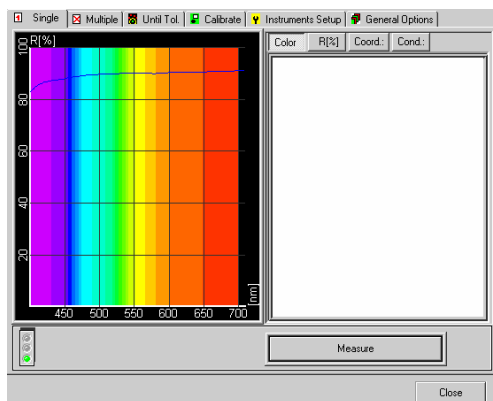 1 Single Multiple Until Tol. Calibrate Instruments Setup General Options
R[%]
100
80
60
40
20
450 500 550 600 650 700
[nm]
Color R[%] Coord.: Cond.:
Measure
Close